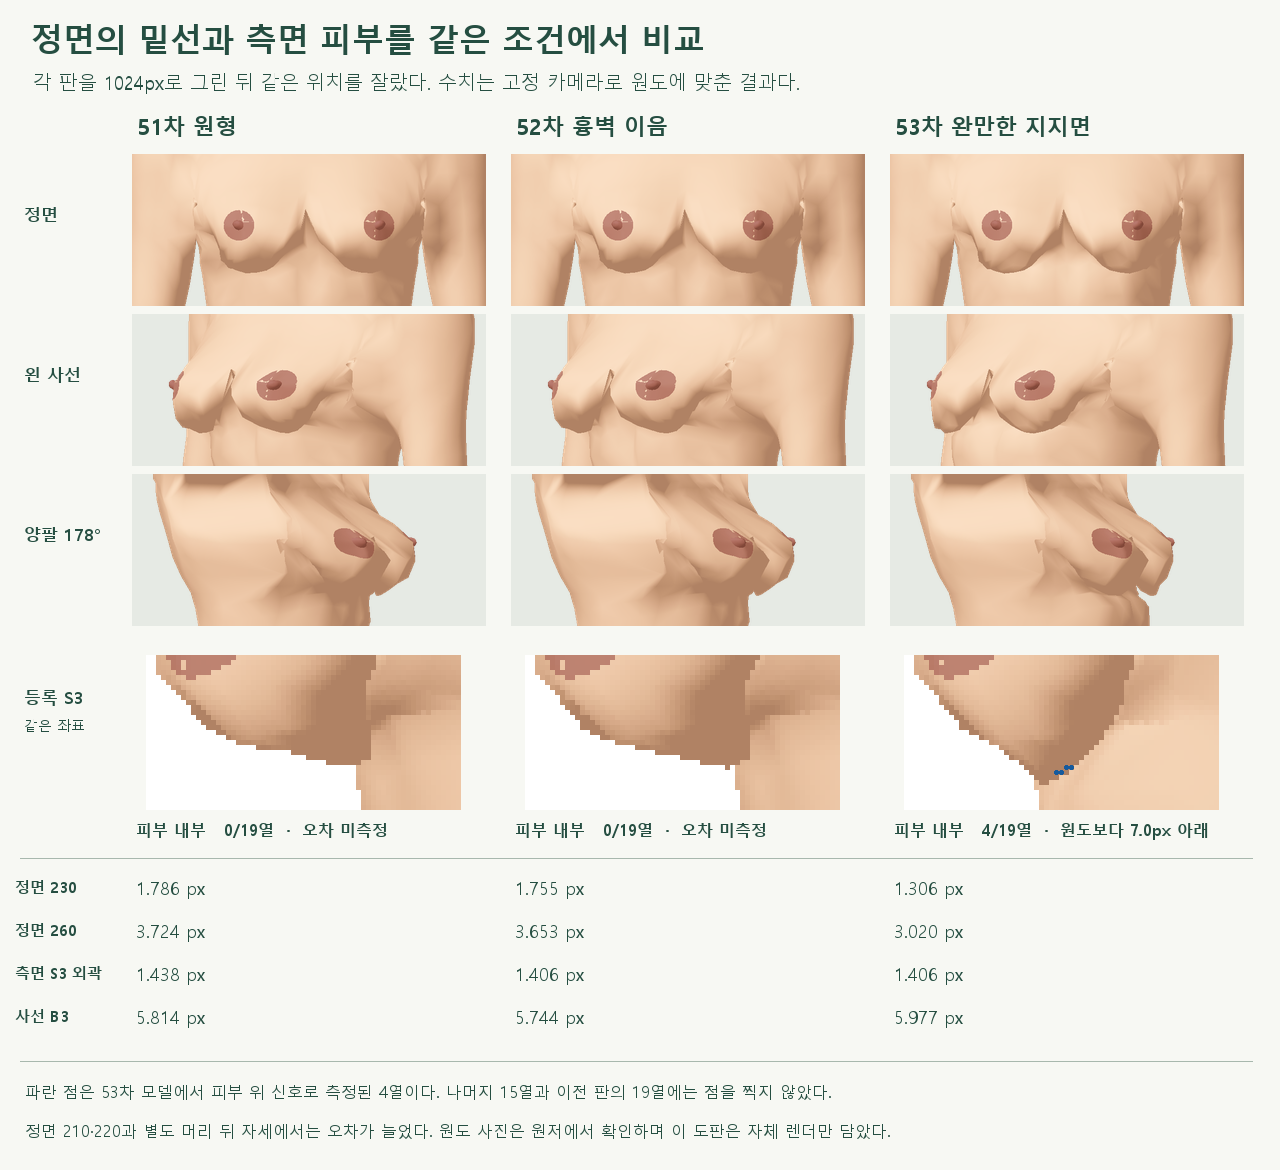 정면의 밑선과 측면 피부를 같은 조건에서 비교
각 판을 1024px로 그린 뒤 같은 위치를 잘랐다. 수치는 고정 카메라로 원도에 맞춘 결과다.
51차 원형 52차 흉벽 이음 53차 완만한 지지면
정면
왼 사선
양팔 178°
등록 S3
같은 좌표
피부 내부 0/19열 · 오차 미측정 피부 내부 0/19열 · 오차 미측정 피부 내부 4/19열 · 원도보다 7.0px 아래
정면 230 1.786 px 1.755 px 1.306 px
정면 260 3.724 px 3.653 px 3.020 px
측면 S3 외곽 1.438 px 1.406 px 1.406 px
사선 B3 5.814 px 5.744 px 5.977 px
파란 점은 53차 모델에서 피부 위 신호로 측정된 4열이다. 나머지 15열과 이전 판의 19열에는 점을 찍지 않았다.
정면 210·220과 별도 머리 뒤 자세에서는 오차가 늘었다. 원도 사진은 원저에서 확인하며 이 도판은 자체 렌더만 담았다.